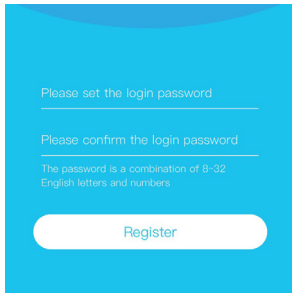 Please set the login password
Please confirm the login password
The password is a combination of 8-32
English letters and numbers
Register